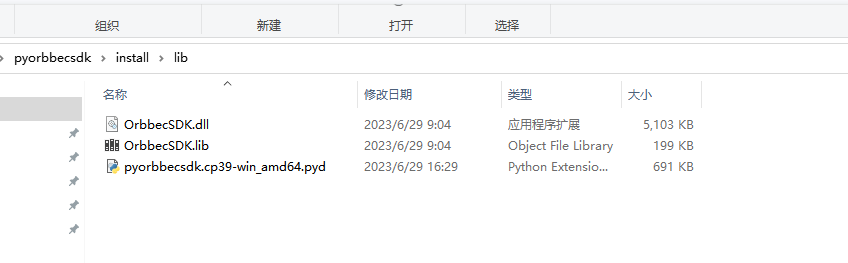 组织 新建 打开 选择
pyorbbecsdk > install > lib
名称 修改日期 类型 大小
OrbbecSDK.dll 2023/6/29 9:04 应用程序扩展 5,103 KB
OrbbecSDK.lib 2023/6/29 9:04 Object File Library 199 KB
pyorbbecsdk.cp39-win_amd64.pyd 2023/6/29 16:29 Python Extensio... 691 KB